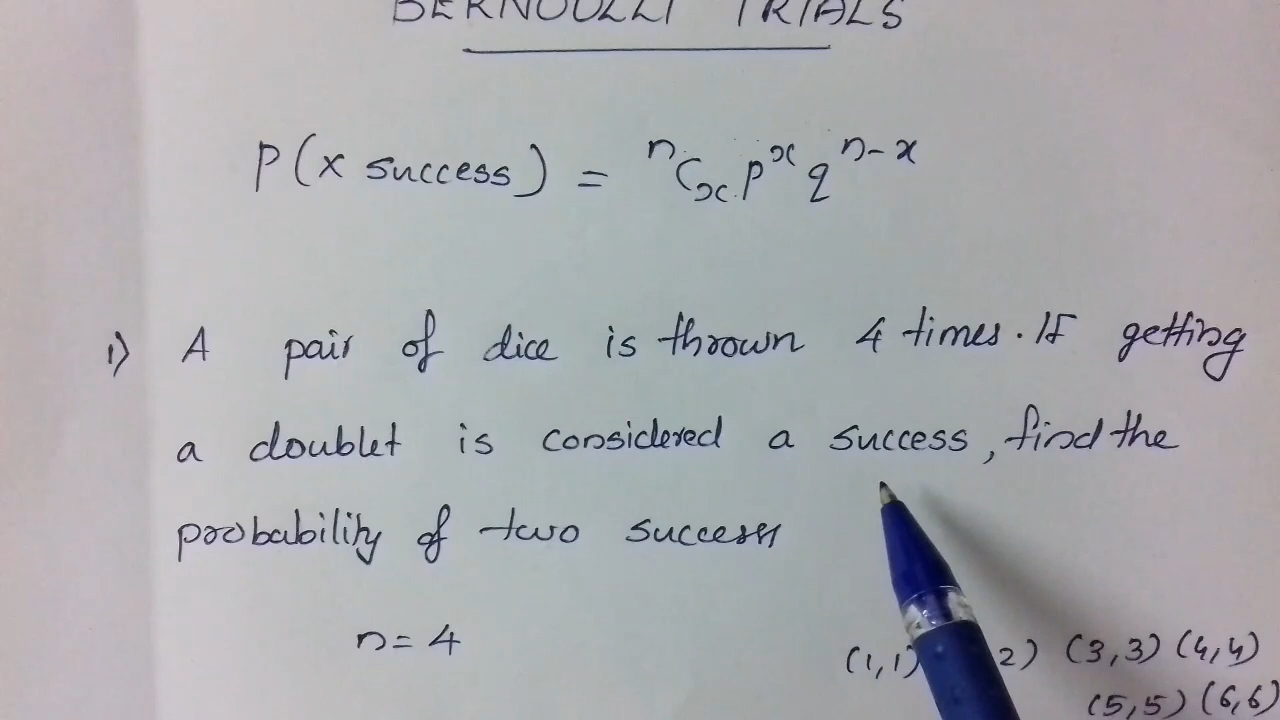 BERNOULLI TRIALS
P(x success) = ⁿCₓ pˣ qⁿ⁻ˣ
1) A pair of dice is thrown 4 times. If getting
a doublet is considered a success, find the
probability of two success
n = 4
(1,1) 2) (3,3) (4,4)
(5,5) (6,6)